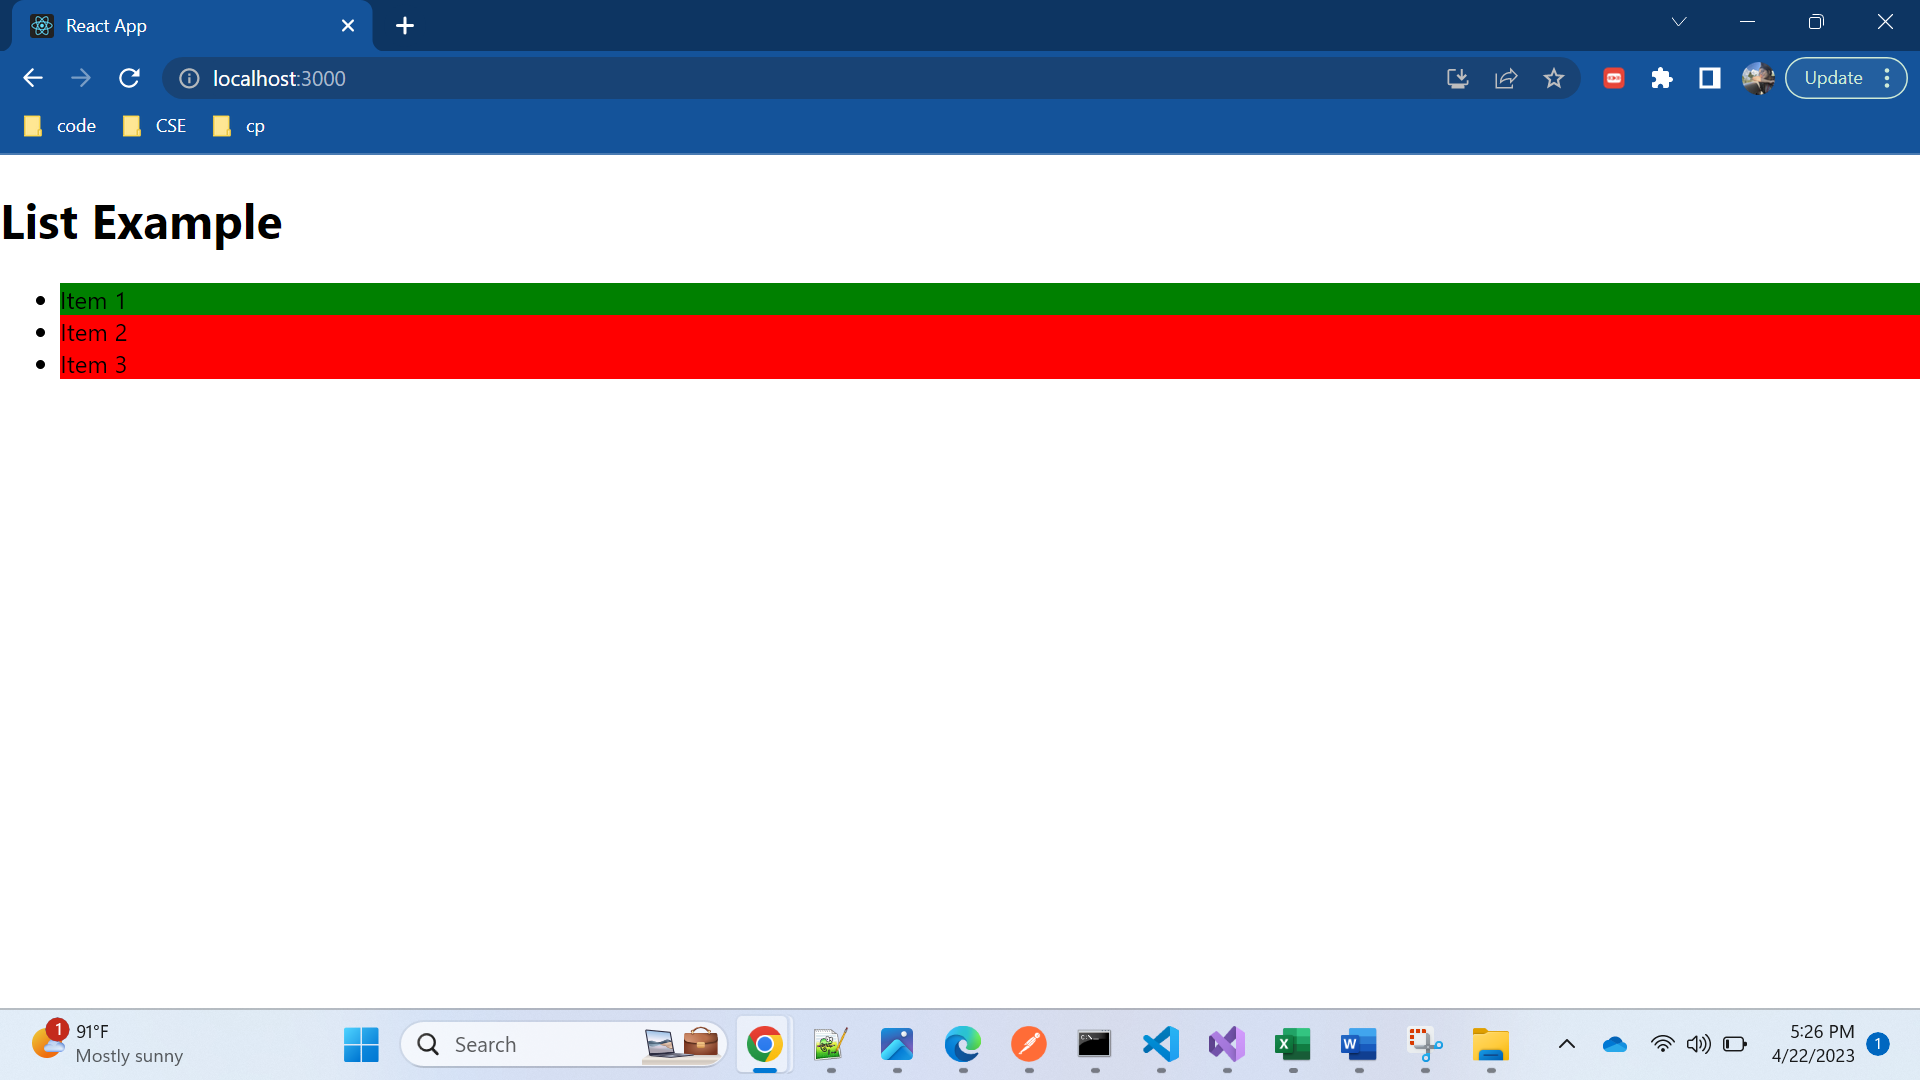 React App
localhost:3000
Update
code
CSE
cp
List Example
Item 1
Item 2
Item 3
1
91°F
Mostly sunny
Search
5:26 PM
4/22/2023
1